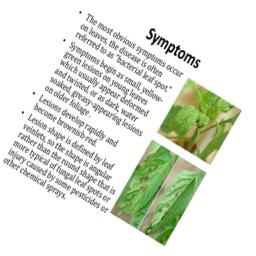 Symptoms
• The most obvious symptoms occur
on leaves, the disease is often
referred to as "bacterial leaf spot."
• Symptoms begin as small, yellow-
green lesions on young leaves
which usually appear deformed
and twisted, or as dark, water
soaked, greasy-appearing lesions
on older foliage .
• Lesions develop rapidly and
become brownish-red.
• Lesion shape is defined by leaf
veinlets, so the shape is angular
rather than the round shape that is
more typical of fungal leaf spots or
injury caused by some pesticides or
other chemical sprays.